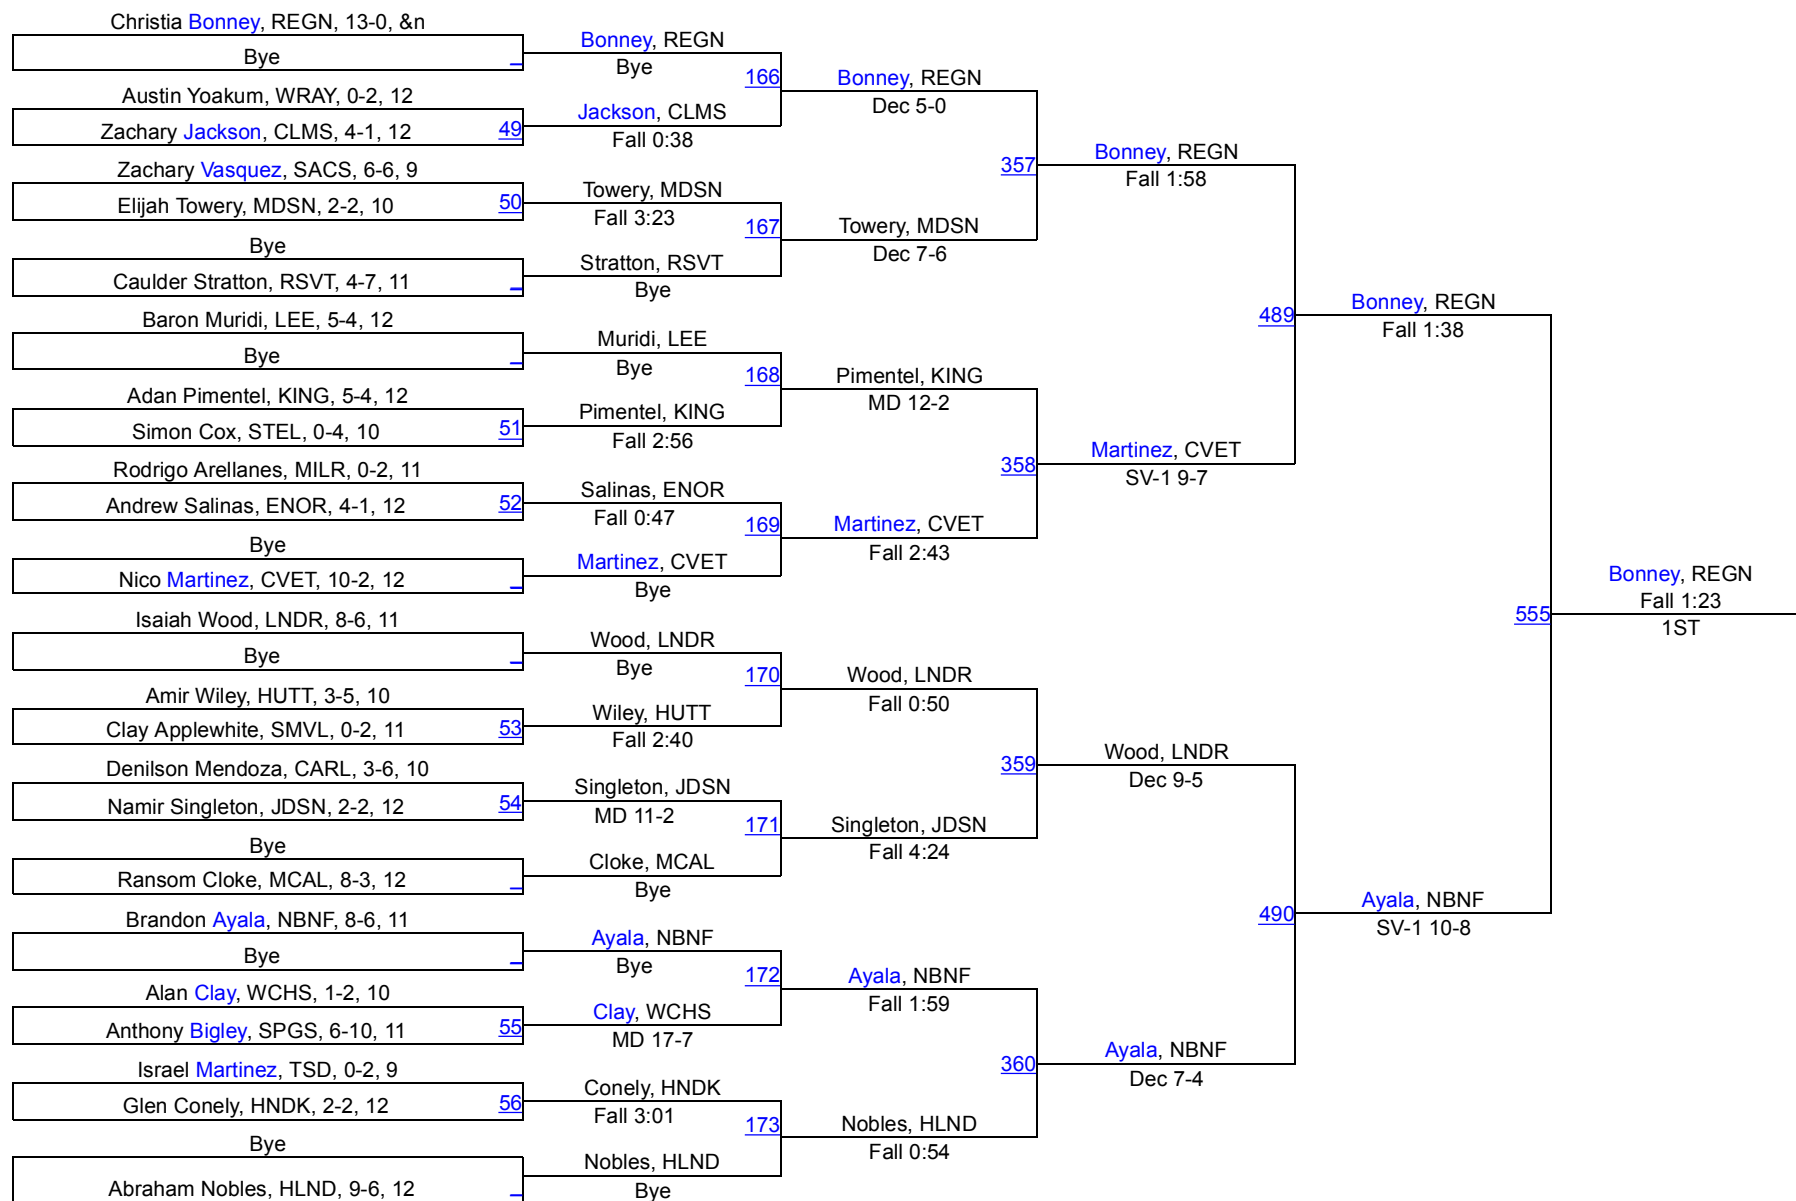 Christia Bonney, REGN, 13-0, &n
Bye
Bonney, REGN
Bye
166
Bonney, REGN
Dec 5-0
Austin Yoakum, WRAY, 0-2, 12
Zachary Jackson, CLMS, 4-1, 12
49
Jackson, CLMS
Fall 0:38
357
Bonney, REGN
Fall 1:58
Zachary Vasquez, SACS, 6-6, 9
Elijah Towery, MDSN, 2-2, 10
50
Towery, MDSN
Fall 3:23
167
Towery, MDSN
Dec 7-6
Bye
Caulder Stratton, RSVT, 4-7, 11
Stratton, RSVT
Bye
489
Bonney, REGN
Fall 1:38
Baron Muridi, LEE, 5-4, 12
Bye
Muridi, LEE
Bye
168
Pimentel, KING
MD 12-2
Adan Pimentel, KING, 5-4, 12
Simon Cox, STEL, 0-4, 10
51
Pimentel, KING
Fall 2:56
358
Martinez, CVET
SV-1 9-7
Rodrigo Arellanes, MILR, 0-2, 11
Andrew Salinas, ENOR, 4-1, 12
52
Salinas, ENOR
Fall 0:47
169
Martinez, CVET
Fall 2:43
Bye
Nico Martinez, CVET, 10-2, 12
Martinez, CVET
Bye
555
Bonney, REGN
Fall 1:23
1ST
Isaiah Wood, LNDR, 8-6, 11
Bye
Wood, LNDR
Bye
170
Wood, LNDR
Fall 0:50
Amir Wiley, HUTT, 3-5, 10
Clay Applewhite, SMVL, 0-2, 11
53
Wiley, HUTT
Fall 2:40
359
Wood, LNDR
Dec 9-5
Denilson Mendoza, CARL, 3-6, 10
Namir Singleton, JDSN, 2-2, 12
54
Singleton, JDSN
MD 11-2
171
Singleton, JDSN
Fall 4:24
Bye
Ransom Cloke, MCAL, 8-3, 12
Cloke, MCAL
Bye
490
Ayala, NBNF
SV-1 10-8
Brandon Ayala, NBNF, 8-6, 11
Bye
Ayala, NBNF
Bye
172
Ayala, NBNF
Fall 1:59
Alan Clay, WCHS, 1-2, 10
Anthony Bigley, SPGS, 6-10, 11
55
Clay, WCHS
MD 17-7
360
Ayala, NBNF
Dec 7-4
Israel Martinez, TSD, 0-2, 9
Glen Conely, HNDK, 2-2, 12
56
Conely, HNDK
Fall 3:01
173
Nobles, HLND
Fall 0:54
Bye
Abraham Nobles, HLND, 9-6, 12
Nobles, HLND
Bye